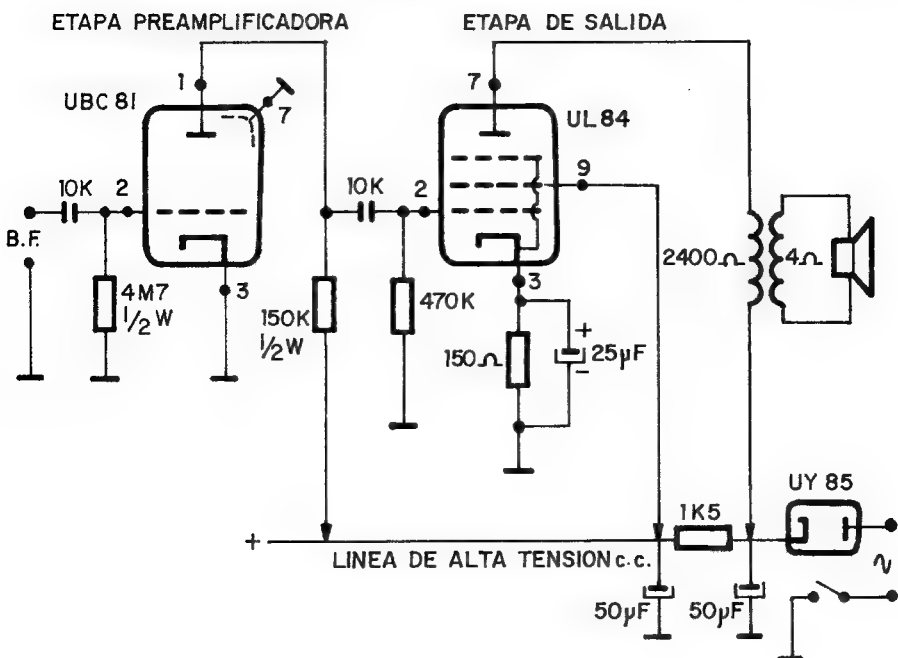 ETAPA PREAMPLIFICADORA
ETAPA DE SALIDA
1
7
UBC 81
7
UL 84
9
10K
2
10K
2
B.F.
3
3
4M7
1/2 W
150K
1/2 W
470K
150Ω
+
25µF
-
2400Ω
4Ω
UY 85
1K5
+
LINEA DE ALTA TENSION c.c.
∿
50µF
50µF